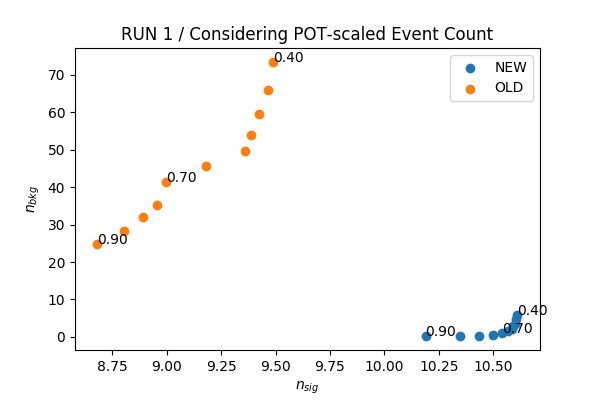 RUN 1 / Considering POT-scaled Event Count
NEW
OLD
0.40
0.70
0.90
0.40
0.70
0.90
70
60
50
40
30
20
10
0
n_bkg
8.75 9.00 9.25 9.50 9.75 10.00 10.25 10.50
n_sig